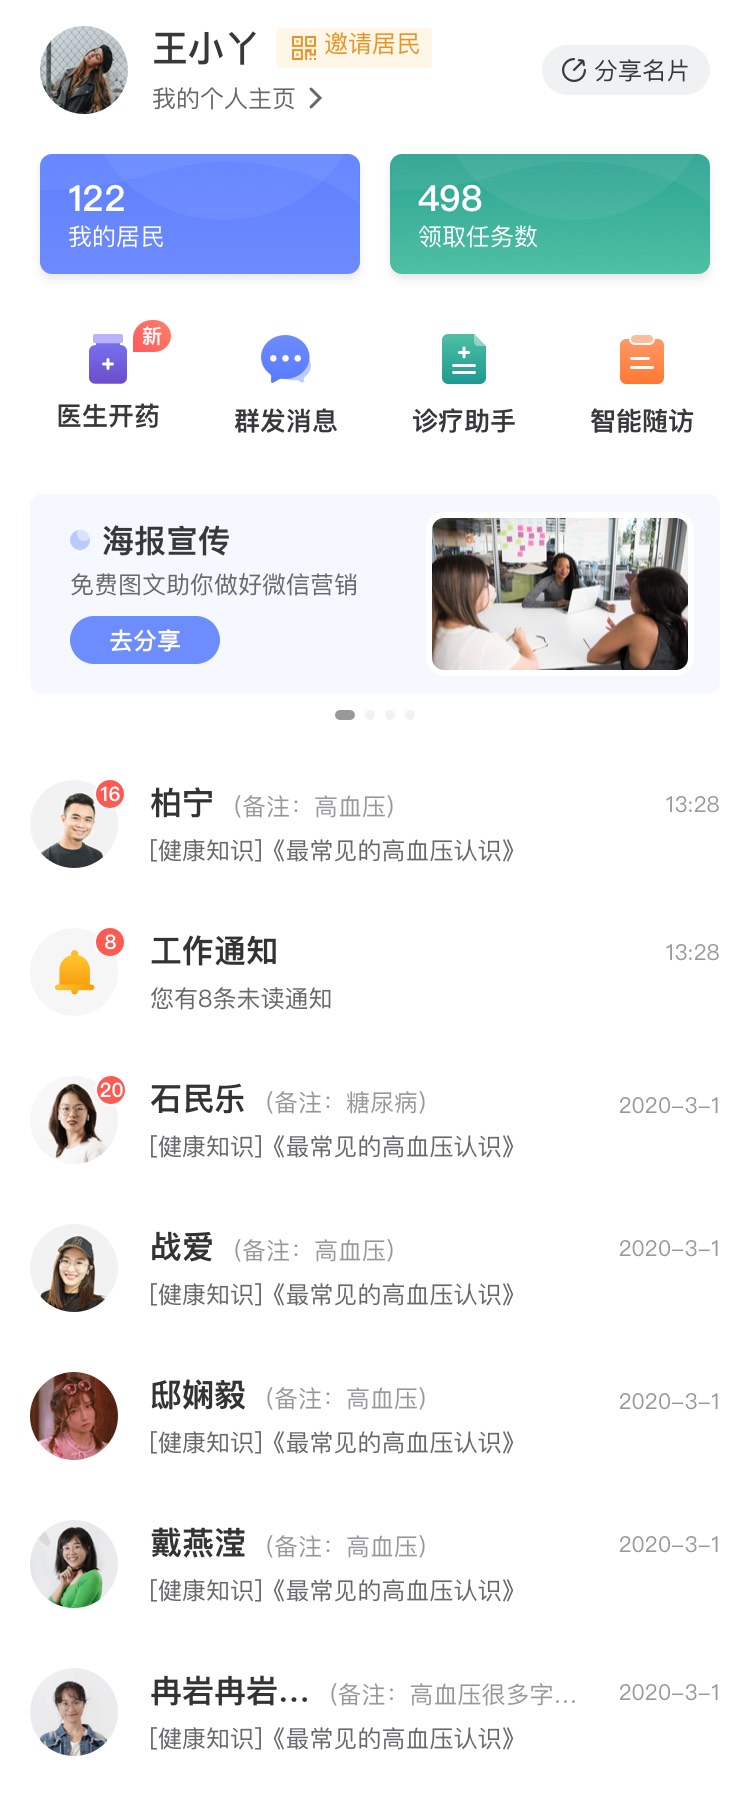 王小丫
邀请居民
我的个人主页
分享名片
122
我的居民
498
领取任务数
新
医生开药
群发消息
诊疗助手
智能随访
海报宣传
免费图文助你做好微信营销
去分享
16
柏宁 (备注：高血压)
13:28
[健康知识]《最常见的高血压认识》
8
工作通知
13:28
您有8条未读通知
20
石民乐 (备注：糖尿病)
2020-3-1
[健康知识]《最常见的高血压认识》
战爱 (备注：高血压)
2020-3-1
[健康知识]《最常见的高血压认识》
邸娴毅 (备注：高血压)
2020-3-1
[健康知识]《最常见的高血压认识》
戴燕滢 (备注：高血压)
2020-3-1
[健康知识]《最常见的高血压认识》
冉岩冉岩... (备注：高血压很多字...
2020-3-1
[健康知识]《最常见的高血压认识》